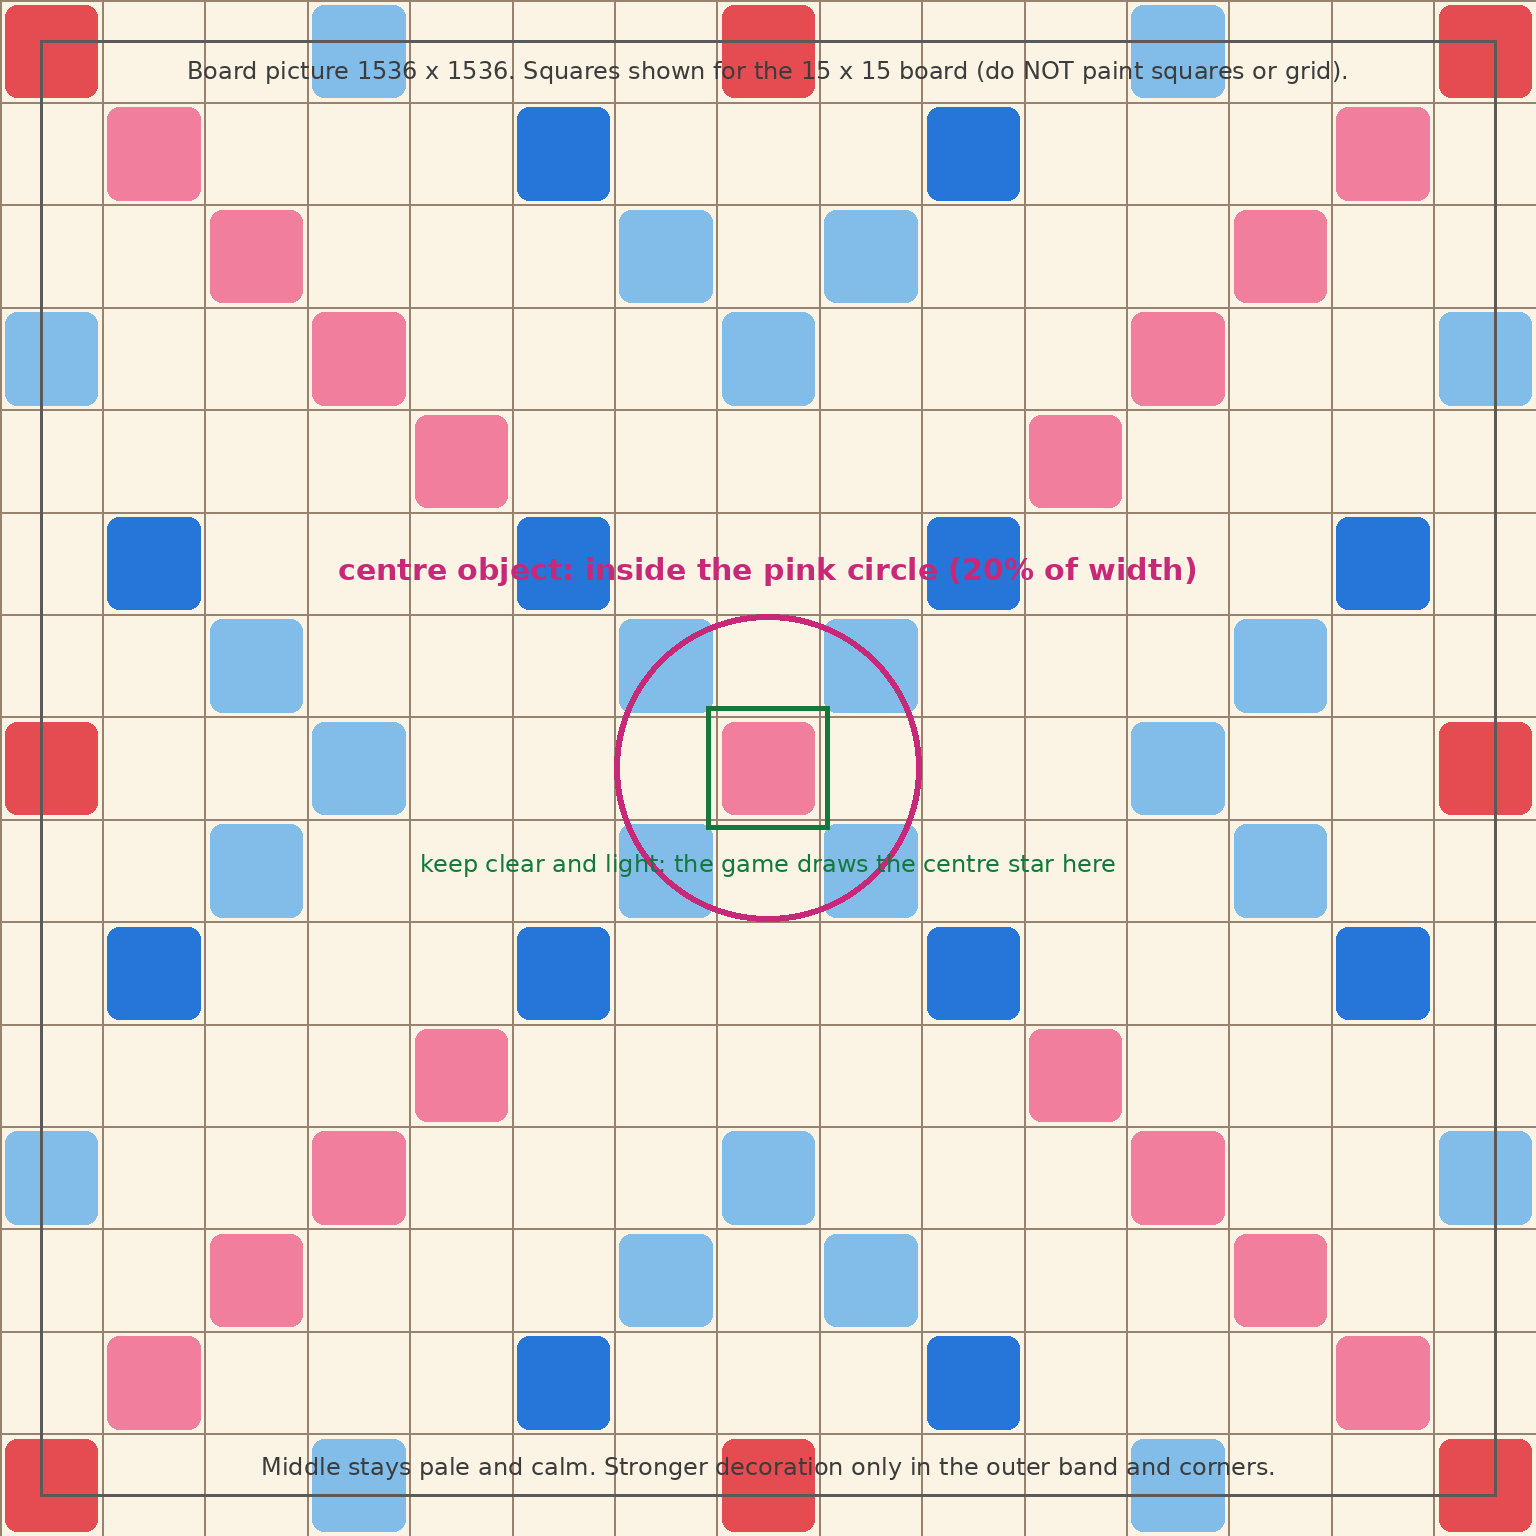 Board picture 1536 x 1536. Squares shown for the 15 x 15 board (do NOT paint squares or grid).
centre object: inside the pink circle (20% of width)
keep clear and light: the game draws the centre star here
Middle stays pale and calm. Stronger decoration only in the outer band and corners.